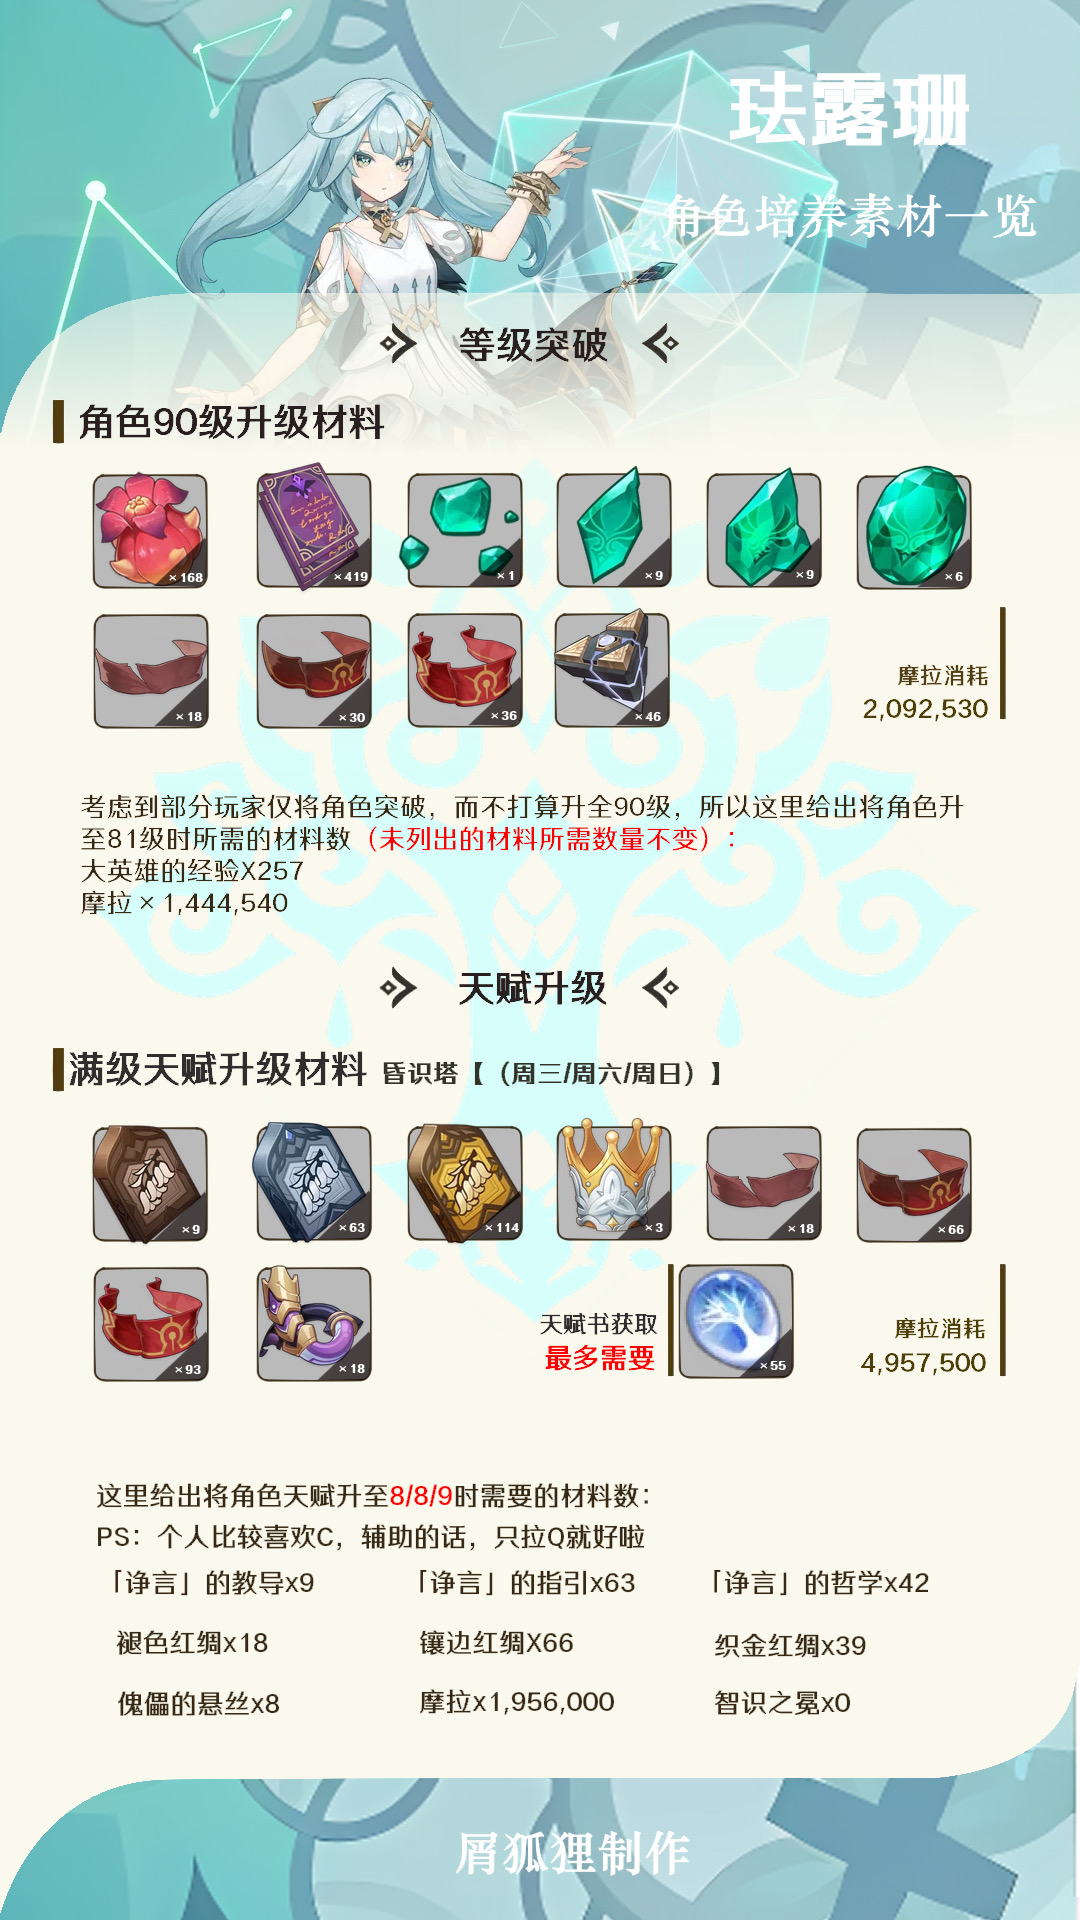 珐露珊
角色培养素材一览
等级突破
角色90级升级材料
×168
×419
×1
×9
×9
×6
×18
×30
×36
×46
摩拉消耗
2,092,530
考虑到部分玩家仅将角色突破，而不打算升全90级，所以这里给出将角色升
至81级时所需的材料数（未列出的材料所需数量不变）：
大英雄的经验X257
摩拉×1,444,540
天赋升级
满级天赋升级材料 昏识塔【（周三/周六/周日）】
×9
×63
×114
×3
×18
×66
×93
×18
天赋书获取
最多需要
×55
摩拉消耗
4,957,500
这里给出将角色天赋升至8/8/9时需要的材料数：
PS：个人比较喜欢C，辅助的话，只拉Q就好啦
「诤言」的教导x9 「诤言」的指引x63 「诤言」的哲学x42
褪色红绸x18 镶边红绸X66 织金红绸x39
傀儡的悬丝x8 摩拉x1,956,000 智识之冕x0
屑狐狸制作